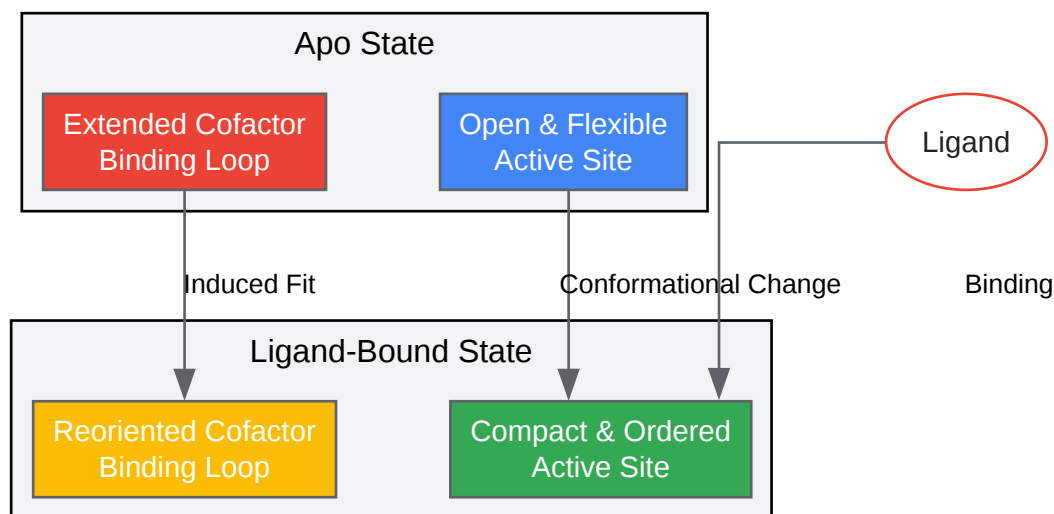 Apo State
Extended Cofactor
Binding Loop
Open & Flexible
Active Site
Ligand
Induced Fit
Conformational Change
Binding
Ligand-Bound State
Reoriented Cofactor
Binding Loop
Compact & Ordered
Active Site